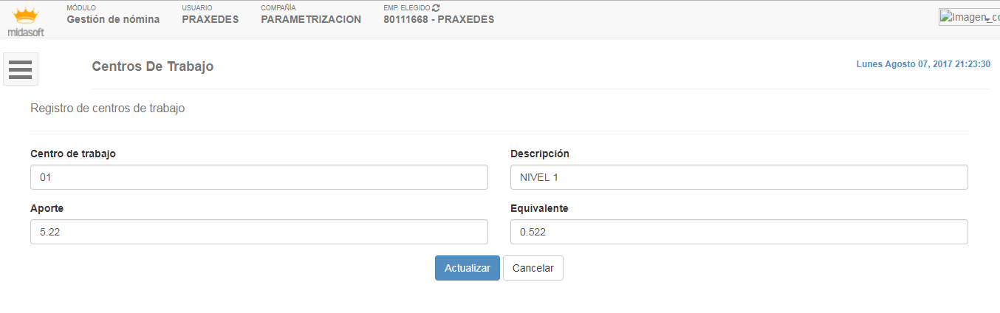 midasoft
MÓDULO
Gestión de nómina
USUARIO
PRAXEDES
COMPAÑÍA
PARAMETRIZACION
EMP. ELEGIDO
80111668 - PRAXEDES
Imagen_co
Centros De Trabajo
Lunes Agosto 07, 2017 21:23:30
Registro de centros de trabajo
Centro de trabajo
Descripción
01
NIVEL 1
Aporte
Equivalente
5.22
0.522
Actualizar
Cancelar